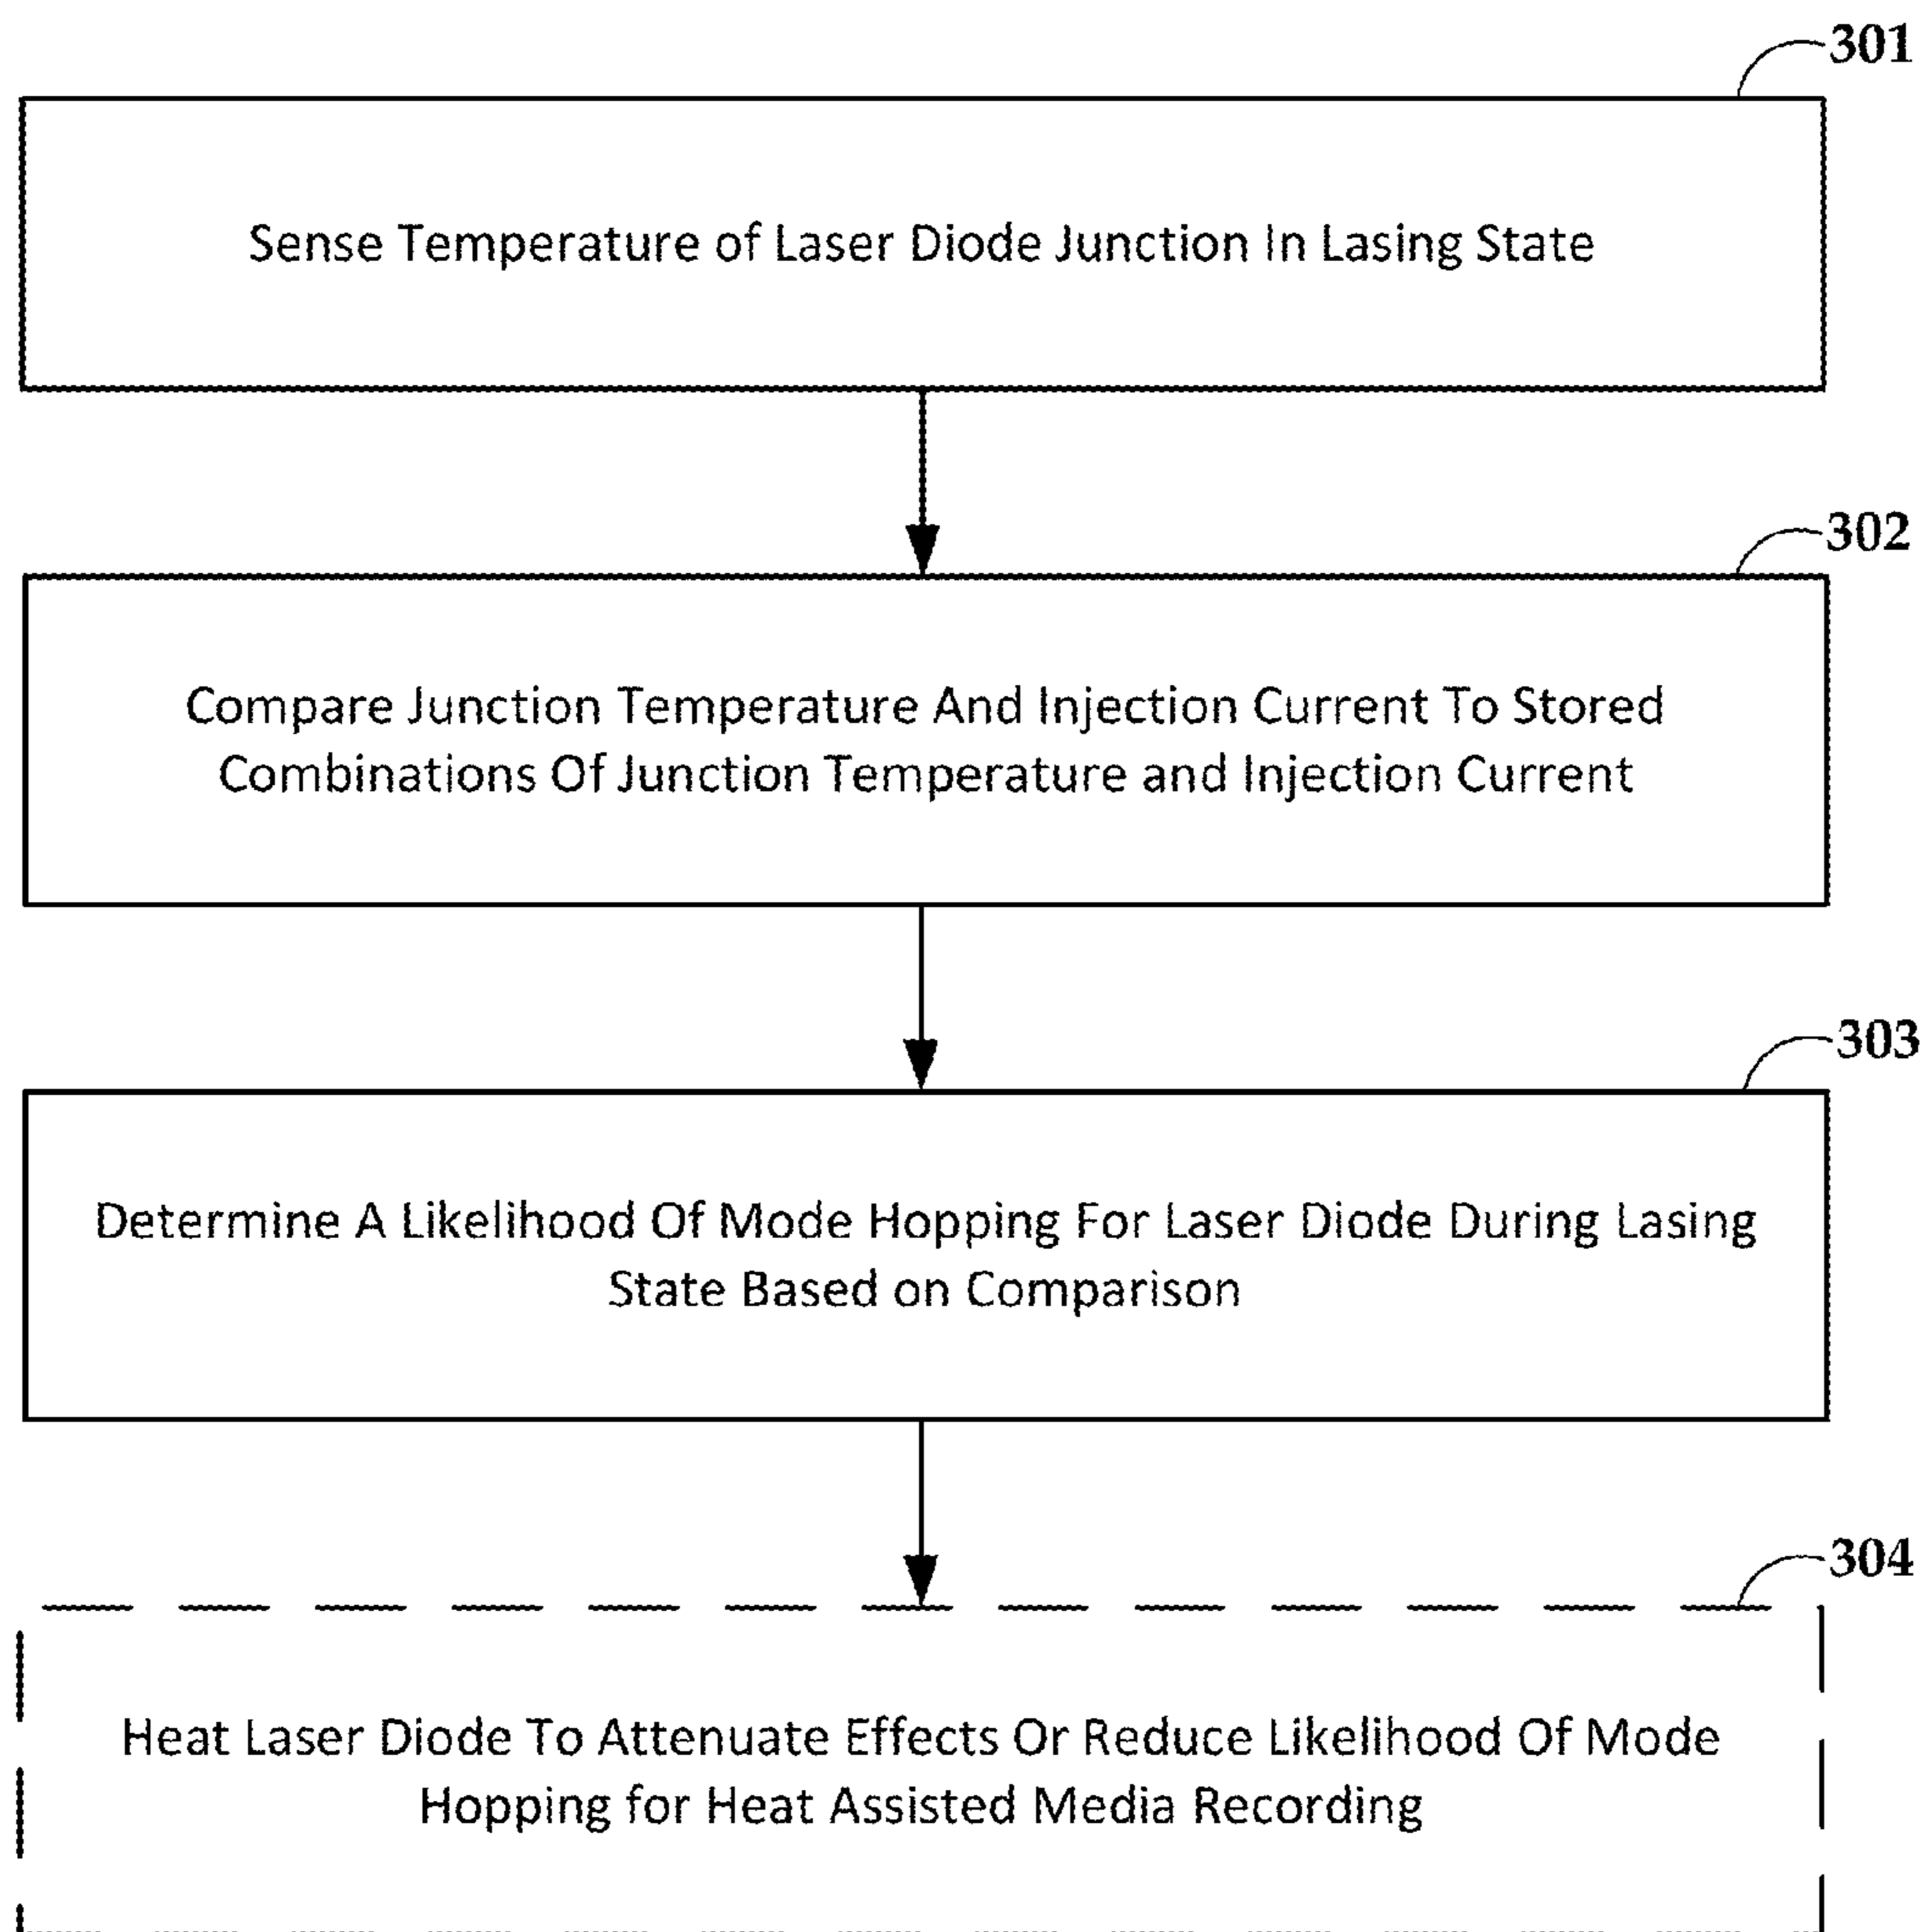 301
Sense Temperature of Laser Diode Junction In Lasing State
302
Compare Junction Temperature And Injection Current To Stored
Combinations Of Junction Temperature and Injection Current
303
Determine A Likelihood Of Mode Hopping For Laser Diode During Lasing
State Based on Comparison
304
Heat Laser Diode To Attenuate Effects Or Reduce Likelihood Of Mode
Hopping for Heat Assisted Media Recording